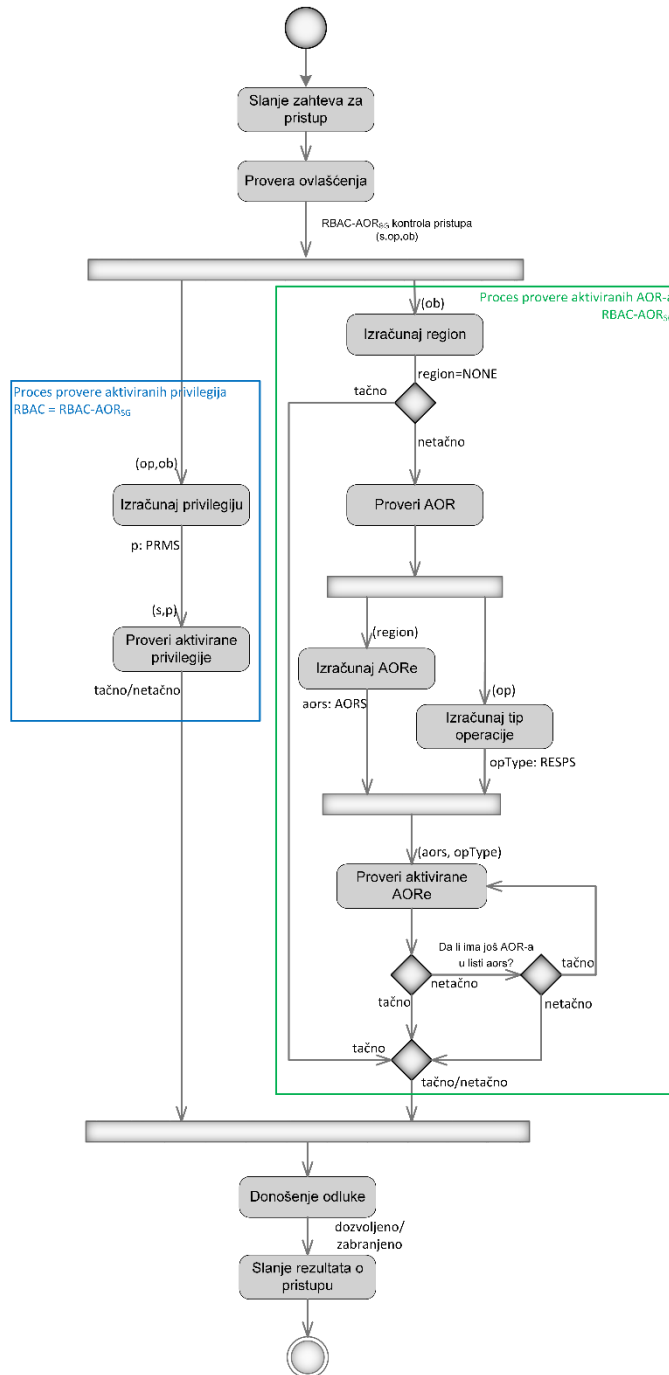 Slanje zahteva za
pristup
Provera ovlašćenja
RBAC-AORSG kontrola pristupa
(s,op,ob)
Proces provere aktiviranih AOR-a
RBAC-AORSG
(ob)
Izračunaj region
region=NONE
tačno
netačno
Proces provere aktiviranih privilegija
RBAC = RBAC-AORSG
(op,ob)
Izračunaj privilegiju
p: PRMS
(s,p)
Proveri aktivirane
privilegije
tačno/netačno
Proveri AOR
(region)
Izračunaj AORe
aors: AORS
(op)
Izračunaj tip
operacije
opType: RESPS
(aors, opType)
Proveri aktivirane
AORe
Da li ima još AOR-a
u listi aors?
tačno
netačno
tačno
netačno
tačno
tačno/netačno
Donošenje odluke
dozvoljeno/
zabranjeno
Slanje rezultata o
pristupu